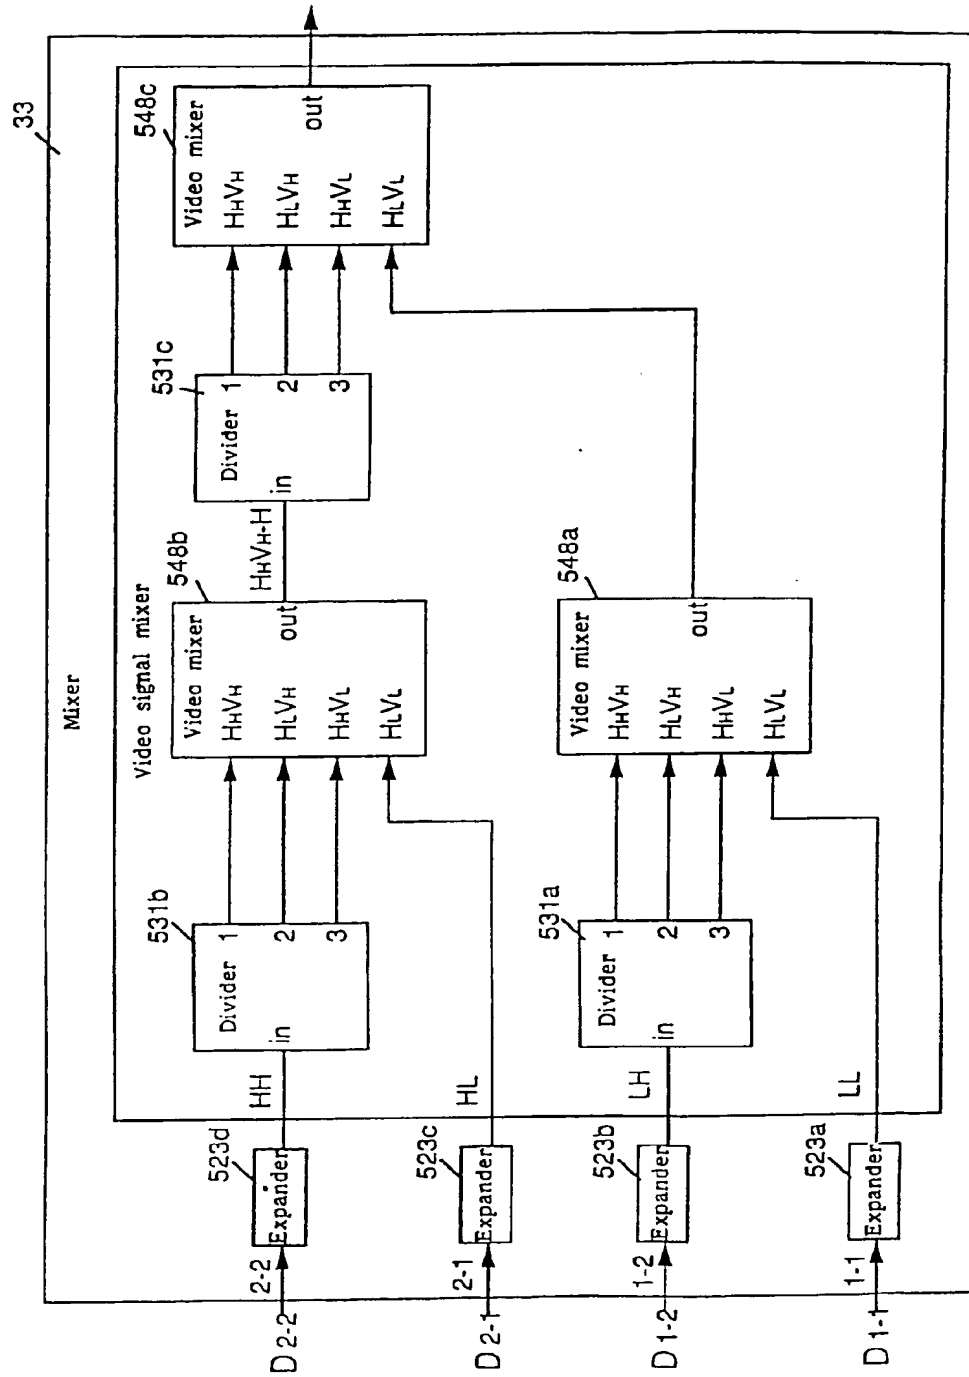 33
Mixer
Video signal mixer
D2-2
2-2
Expander
523d
HH
in
Divider
1
2
3
531b
Video mixer
HHVH
HLVH
HHVL
HLVL
out
548b
HHVH-H
in
Divider
1
2
3
531c
Video mixer
HHVH
HLVH
HHVL
HLVL
out
548c
D2-1
2-1
Expander
523c
HL
D1-2
1-2
Expander
523b
LH
in
Divider
1
2
3
531a
Video mixer
HHVH
HLVH
HHVL
HLVL
out
548a
D1-1
1-1
Expander
523a
LL